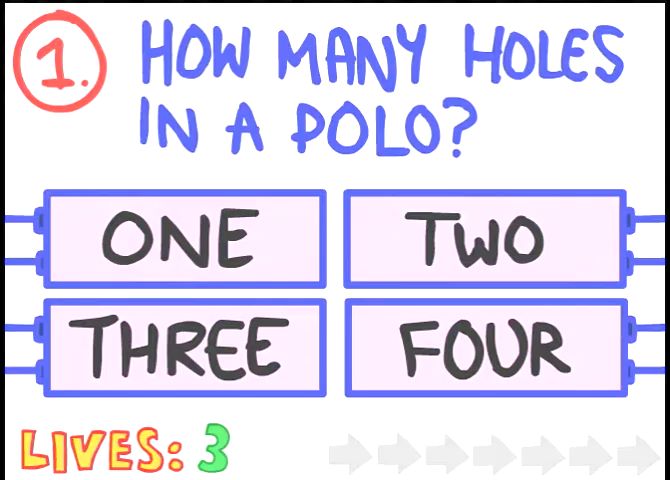 1. HOW MANY HOLES
IN A POLO?
ONE
TWO
THREE
FOUR
LIVES: 3